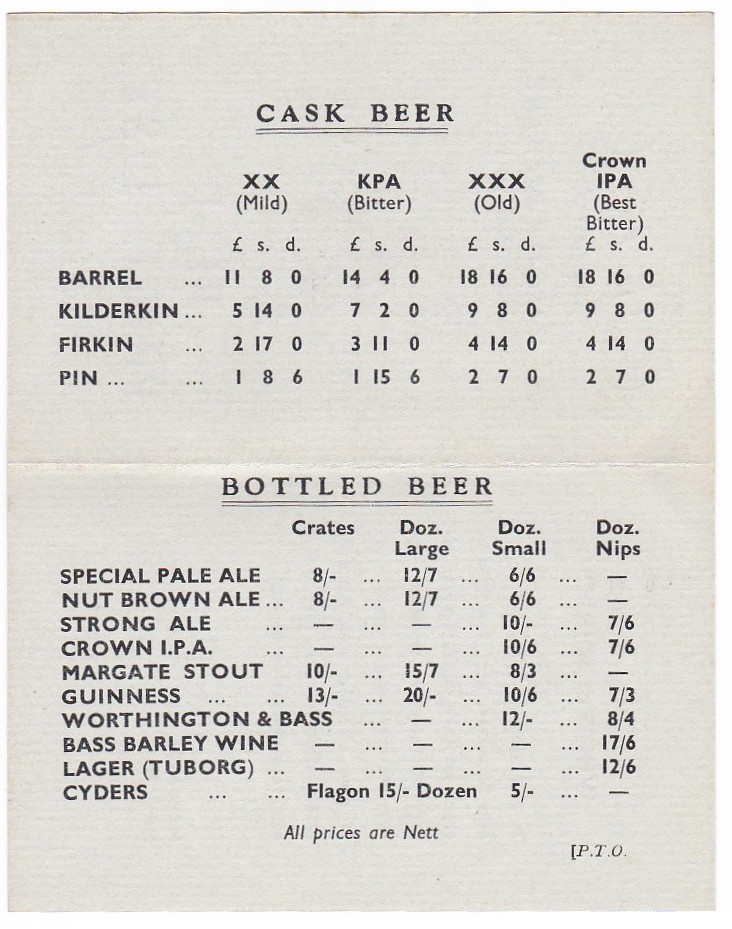 CASK BEER
Crown
XX KPA XXX IPA
(Mild) (Bitter) (Old) (Best
Bitter)
£ s. d. £ s. d. £ s. d. £ s. d.
BARREL ... 11 8 0 14 4 0 18 16 0 18 16 0
KILDERKIN ... 5 14 0 7 2 0 9 8 0 9 8 0
FIRKIN ... 2 17 0 3 11 0 4 14 0 4 14 0
PIN ... ... 1 8 6 1 15 6 2 7 0 2 7 0
BOTTLED BEER
Crates Doz. Doz. Doz.
Large Small Nips
SPECIAL PALE ALE 8/- ... 12/7 ... 6/6 ... —
NUT BROWN ALE ... 8/- ... 12/7 ... 6/6 ... —
STRONG ALE ... — ... — ... 10/- ... 7/6
CROWN I.P.A. ... — ... — ... 10/6 ... 7/6
MARGATE STOUT 10/- ... 15/7 ... 8/3 ... —
GUINNESS ... ... 13/- ... 20/- ... 10/6 ... 7/3
WORTHINGTON & BASS ... — ... 12/- ... 8/4
BASS BARLEY WINE — ... — ... — ... 17/6
LAGER (TUBORG) ... — ... — ... — ... 12/6
CYDERS ... ... Flagon 15/- Dozen 5/- ... —
All prices are Nett
[P.T.O.